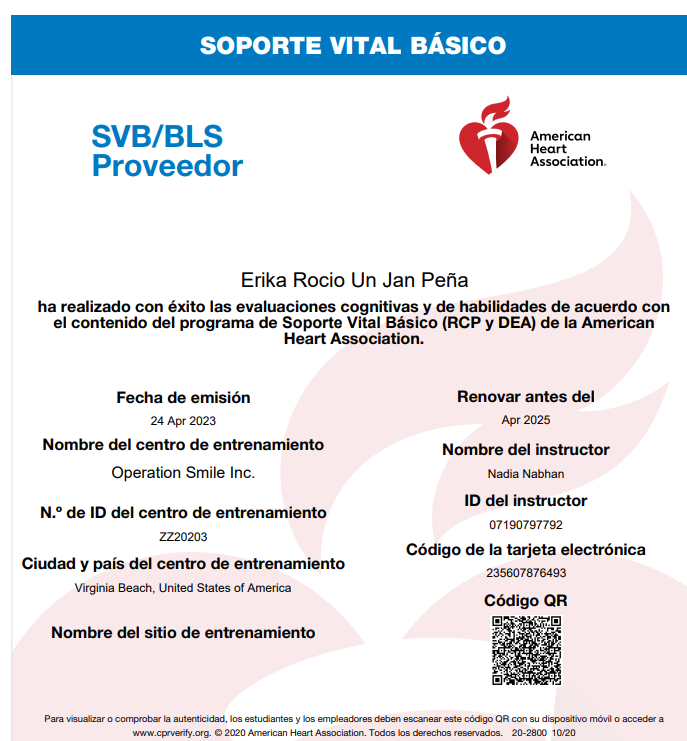 SOPORTE VITAL BÁSICO
SVB/BLS
Proveedor
American
Heart
Association.
Erika Rocio Un Jan Peña
ha realizado con éxito las evaluaciones cognitivas y de habilidades de acuerdo con
el contenido del programa de Soporte Vital Básico (RCP y DEA) de la American
Heart Association.
Fecha de emisión
24 Apr 2023
Nombre del centro de entrenamiento
Operation Smile Inc.
N.º de ID del centro de entrenamiento
ZZ20203
Ciudad y país del centro de entrenamiento
Virginia Beach, United States of America
Nombre del sitio de entrenamiento
Renovar antes del
Apr 2025
Nombre del instructor
Nadia Nabhan
ID del instructor
07190797792
Código de la tarjeta electrónica
235607876493
Código QR
Para visualizar o comprobar la autenticidad, los estudiantes y los empleadores deben escanear este código QR con su dispositivo móvil o acceder a
www.cprverify.org. © 2020 American Heart Association. Todos los derechos reservados. 20-2800 10/20